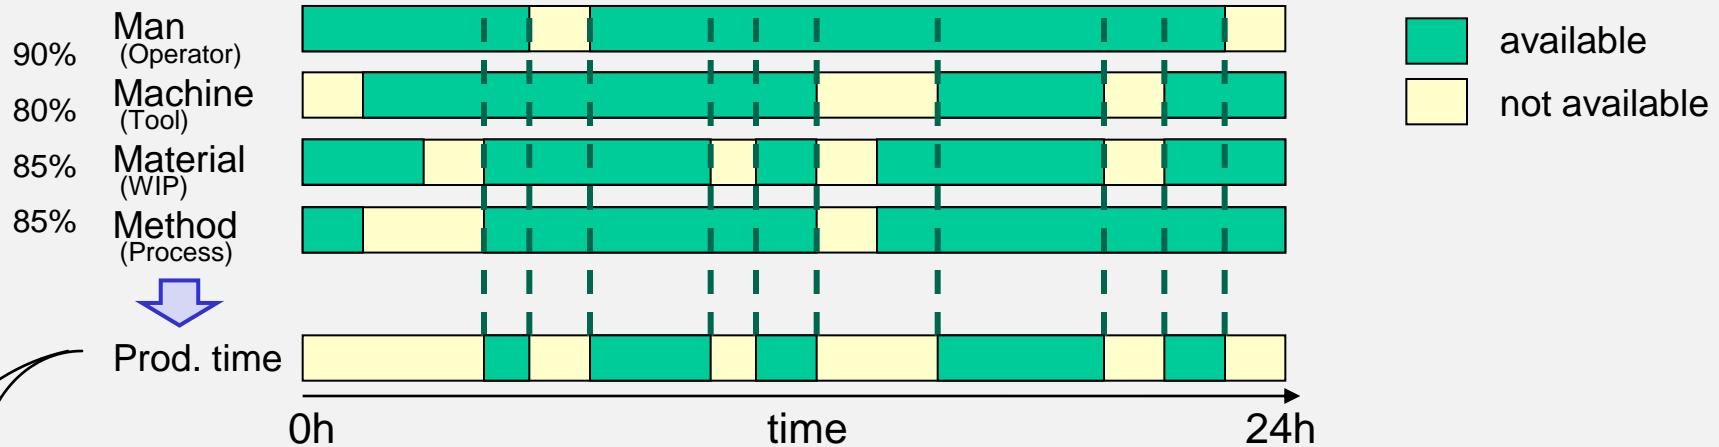 90%
Man
(Operator)
80%
Machine
(Tool)
85%
Material
(WIP)
85%
Method
(Process)
Prod. time
0h
time
24h
available
not available